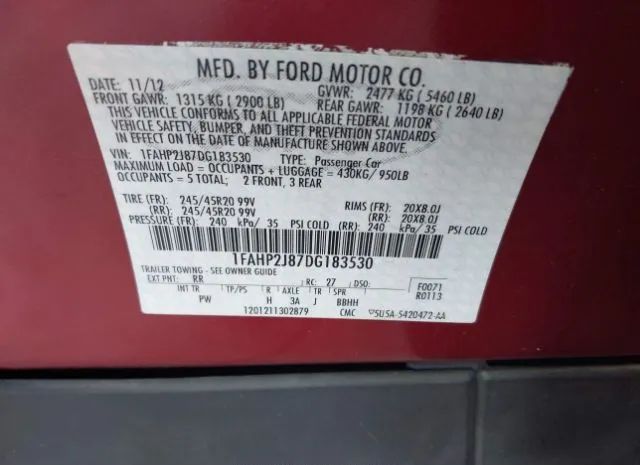 MFD. BY FORD MOTOR CO.
DATE: 11/12 GVWR: 2477 KG ( 5460 LB)
FRONT GAWR: 1315 KG ( 2900 LB) REAR GAWR: 1198 KG ( 2640 LB)
THIS VEHICLE CONFORMS TO ALL APPLICABLE FEDERAL MOTOR
VEHICLE SAFETY, BUMPER, AND THEFT PREVENTION STANDARDS
IN EFFECT ON THE DATE OF MANUFACTURE SHOWN ABOVE.
VIN: 1FAHP2J87DG183530 TYPE: Passenger Car
MAXIMUM LOAD = OCCUPANTS + LUGGAGE = 430KG/ 950LB
OCCUPANTS = 5 TOTAL; 2 FRONT, 3 REAR
TIRE (FR): 245/45R20 99V RIMS (FR): 20X8.0J
(RR): 245/45R20 99V (RR): 20X8.0J
PRESSURE (FR): 240 kPa/ 35 PSI COLD (RR): 240 kPa/ 35 PSI COLD
1FAHP2J87DG183530
TRAILER TOWING - SEE OWNER GUIDE
EXT PNT: RR RC: 27 DSO: F0071
INT TR TP/PS R AXLE TR SPR R0113
PW H 3A J BBHH
1201211302879 CMC 5U5A-5420472-AA